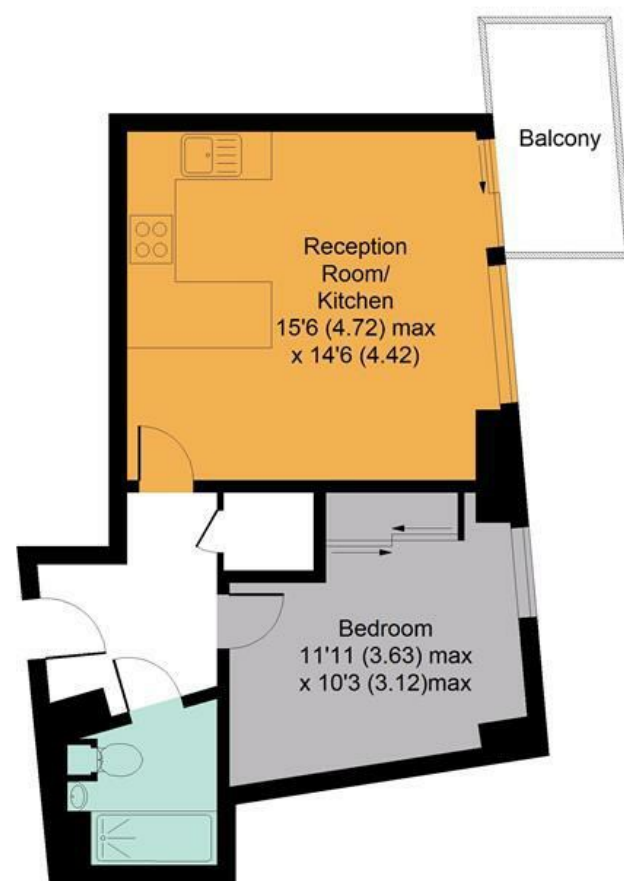 Balcony
Reception
Room/
Kitchen
15'6 (4.72) max
x 14'6 (4.42)
Bedroom
11'11 (3.63) max
x 10'3 (3.12)max